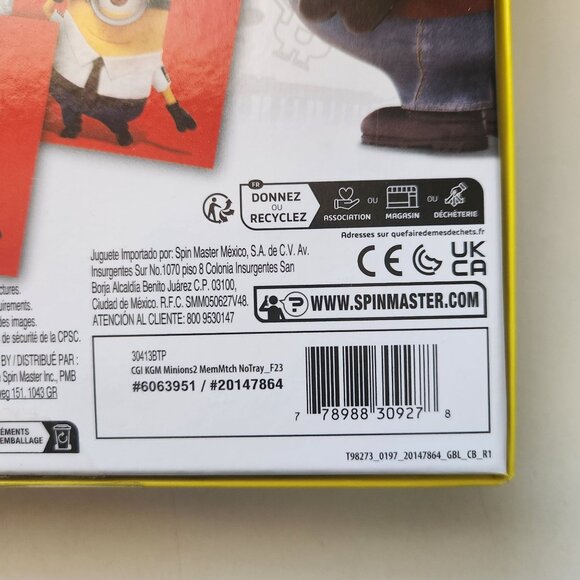 FR
DONNEZ
OU
RECYCLEZ
ASSOCIATION
OU
MAGASIN
OU
DÉCHÈTERIE
Adresses sur quefairedemesdechets.fr
Juguete Importado por: Spin Master México, S.A. de C.V. Av.
Insurgentes Sur No.1070 piso 8 Colonia Insurgentes San
Borja Alcaldía Benito Juárez C.P. 03100,
Ciudad de México. R.F.C. SMM050627V48.
ATENCIÓN AL CLIENTE: 800 9530147
CE
UK
CA
WWW.SPINMASTER.COM
ctures.
uirements.
des images.
de sécurité de la CPSC.
BY / DISTRIBUÉ PAR :
Spin Master Inc., PMB
weg 151, 1043 GR
ÉMENTS
EMBALLAGE
30413BTP
CGI KGM Minions2 MemMtch NoTray_F23
#6063951 / #20147864
7 78988 30927 8
T98273_0197_20147864_GBL_CB_R1